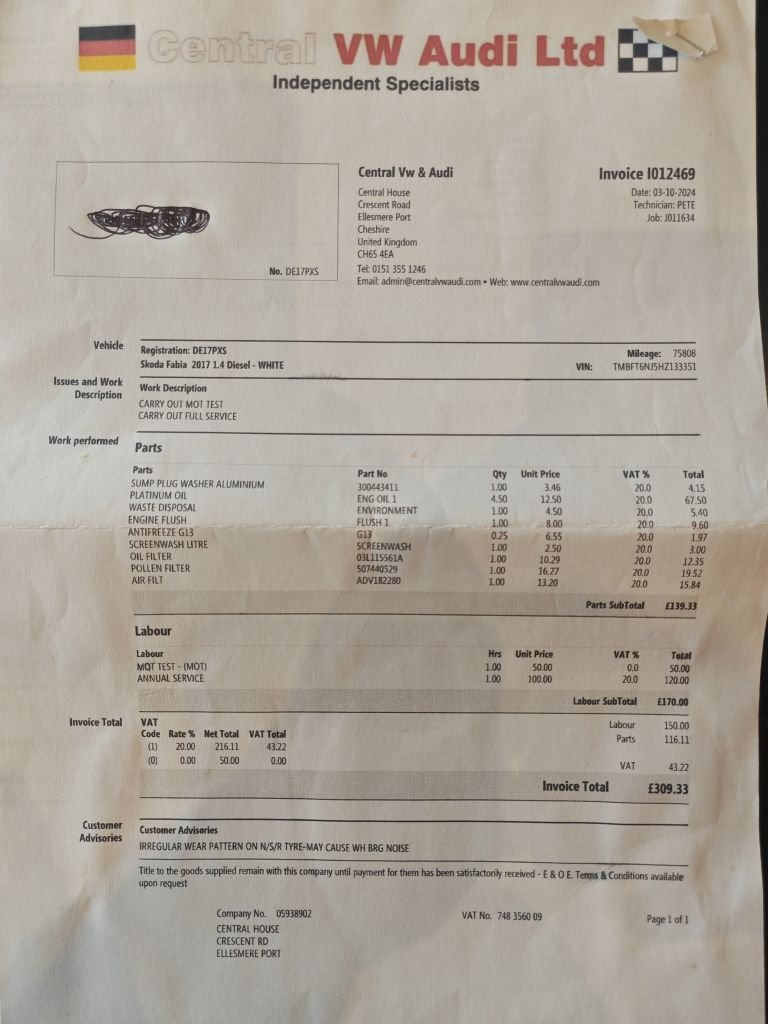 Central VW Audi Ltd
Independent Specialists
No. DE17PXS
Central Vw & Audi
Central House
Crescent Road
Ellesmere Port
Cheshire
United Kingdom
CH65 4EA
Tel: 0151 355 1246
Email: admin@centralvwaudi.com • Web: www.centralvwaudi.com
Invoice I012469
Date: 03-10-2024
Technician: PETE
Job: J011634
Vehicle
Registration: DE17PXS Mileage: 75808
Skoda Fabia 2017 1.4 Diesel - WHITE VIN: TMBFT6NJ5HZ133351
Issues and Work Description
Work Description
CARRY OUT MOT TEST
CARRY OUT FULL SERVICE
Work performed
Parts
Parts Part No Qty Unit Price VAT % Total
SUMP PLUG WASHER ALUMINIUM 300443411 1.00 3.46 20.0 4.15
PLATINUM OIL ENG OIL 1 4.50 12.50 20.0 67.50
WASTE DISPOSAL ENVIRONMENT 1.00 4.50 20.0 5.40
ENGINE FLUSH FLUSH 1 1.00 8.00 20.0 9.60
ANTIFREEZE G13 G13 0.25 6.55 20.0 1.97
SCREENWASH LITRE SCREENWASH 1.00 2.50 20.0 3.00
OIL FILTER 03L115561A 1.00 10.29 20.0 12.35
POLLEN FILTER 507440529 1.00 16.27 20.0 19.52
AIR FILT ADV182280 1.00 13.20 20.0 15.84
Parts SubTotal £139.33
Labour
Labour Hrs Unit Price VAT % Total
MOT TEST - (MOT) 1.00 50.00 0.0 50.00
ANNUAL SERVICE 1.00 100.00 20.0 120.00
Labour SubTotal £170.00
Invoice Total
VAT
Code Rate % Net Total VAT Total
(1) 20.00 216.11 43.22
(0) 0.00 50.00 0.00
Labour 150.00
Parts 116.11
VAT 43.22
Invoice Total £309.33
Customer Advisories
Customer Advisories
IRREGULAR WEAR PATTERN ON N/S/R TYRE-MAY CAUSE WH BRG NOISE
Title to the goods supplied remain with this company until payment for them has been satisfactorily received - E & O E. Terms & Conditions available
upon request
Company No. 05938902
CENTRAL HOUSE
CRESCENT RD
ELLESMERE PORT
VAT No. 748 3560 09
Page 1 of 1